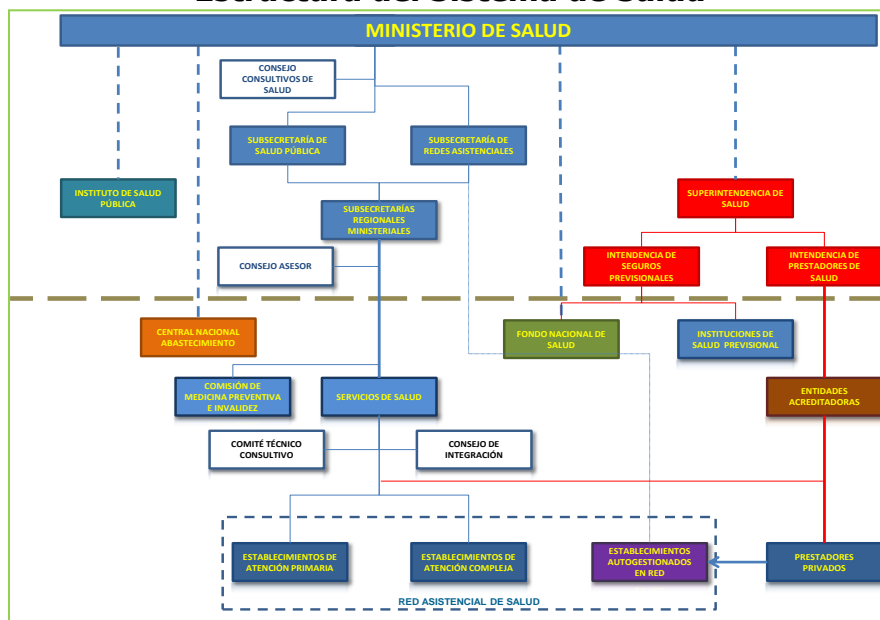 MINISTERIO DE SALUD
CONSEJO
CONSULTIVOS DE
SALUD
SUBSECRETARÍA DE
SALUD PÚBLICA
SUBSECRETARÍA DE
REDES ASISTENCIALES
INSTITUTO DE SALUD
PÚBLICA
SUPERINTENDENCIA DE
SALUD
SUBSECRETARÍAS
REGIONALES
MINISTERIALES
CONSEJO ASESOR
INTENDENCIA DE
SEGUROS
PREVISIONALES
INTENDENCIA DE
PRESTADORES DE
SALUD
CENTRAL NACIONAL
ABASTECIMIENTO
FONDO NACIONAL DE
SALUD
INSTITUCIONES DE
SALUD PREVISIONAL
COMISIÓN DE
MEDICINA PREVENTIVA
E INVALIDEZ
SERVICIOS DE SALUD
ENTIDADES
ACREDITADORAS
COMITÉ TÉCNICO
CONSULTIVO
CONSEJO DE
INTEGRACIÓN
ESTABLECIMIENTOS DE
ATENCIÓN PRIMARIA
ESTABLECIMIENTOS DE
ATENCIÓN COMPLEJA
ESTABLECIMIENTOS
AUTOGESTIONADOS
EN RED
PRESTADORES
PRIVADOS
RED ASISTENCIAL DE SALUD